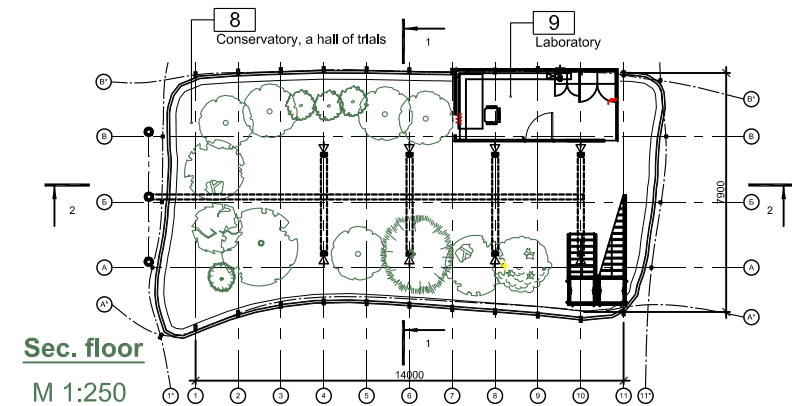 8
Conservatory, a hall of trials
1
9
Laboratory
В*
В*
В
В
2
Б
Б
2
7900
А
А
А*
А*
1
Sec. floor
M 1:250
14000
1* 1 2 3 4 5 6 7 8 9 10 11 11*